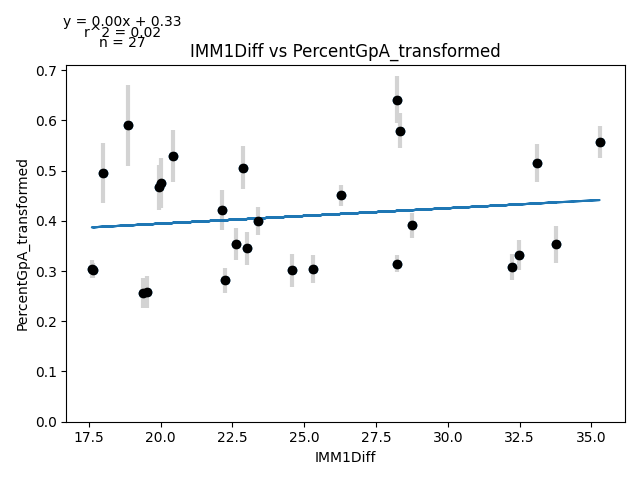 y = 0.00x + 0.33
r^2 = 0.02
n = 27
IMM1Diff vs PercentGpA_transformed
PercentGpA_transformed
0.7
0.6
0.5
0.4
0.3
0.2
0.1
0.0
17.5 20.0 22.5 25.0 27.5 30.0 32.5 35.0
IMM1Diff